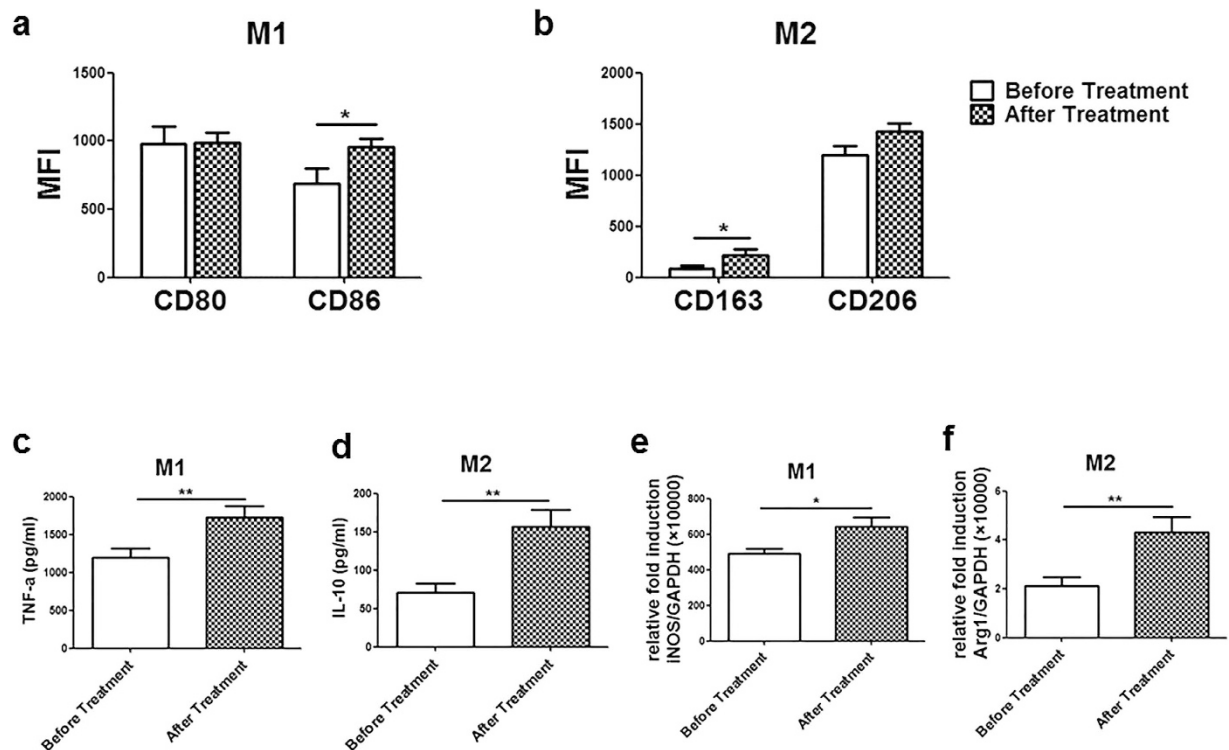 a
M1
MFI
1500
1000
500
0
*
CD80
CD86
b
M2
MFI
2000
1500
1000
500
0
*
CD163
CD206
Before Treatment
After Treatment
c
M1
TNF-a (pg/ml)
2000
1500
1000
500
0
**
Before Treatment
After Treatment
d
M2
IL-10 (pg/ml)
200
150
100
50
0
**
Before Treatment
After Treatment
e
M1
relative fold induction
iNOS/GAPDH (×10000)
800
600
400
200
0
*
Before Treatment
After Treatment
f
M2
relative fold induction
Arg1/GAPDH (×10000)
6
4
2
0
**
Before Treatment
After Treatment